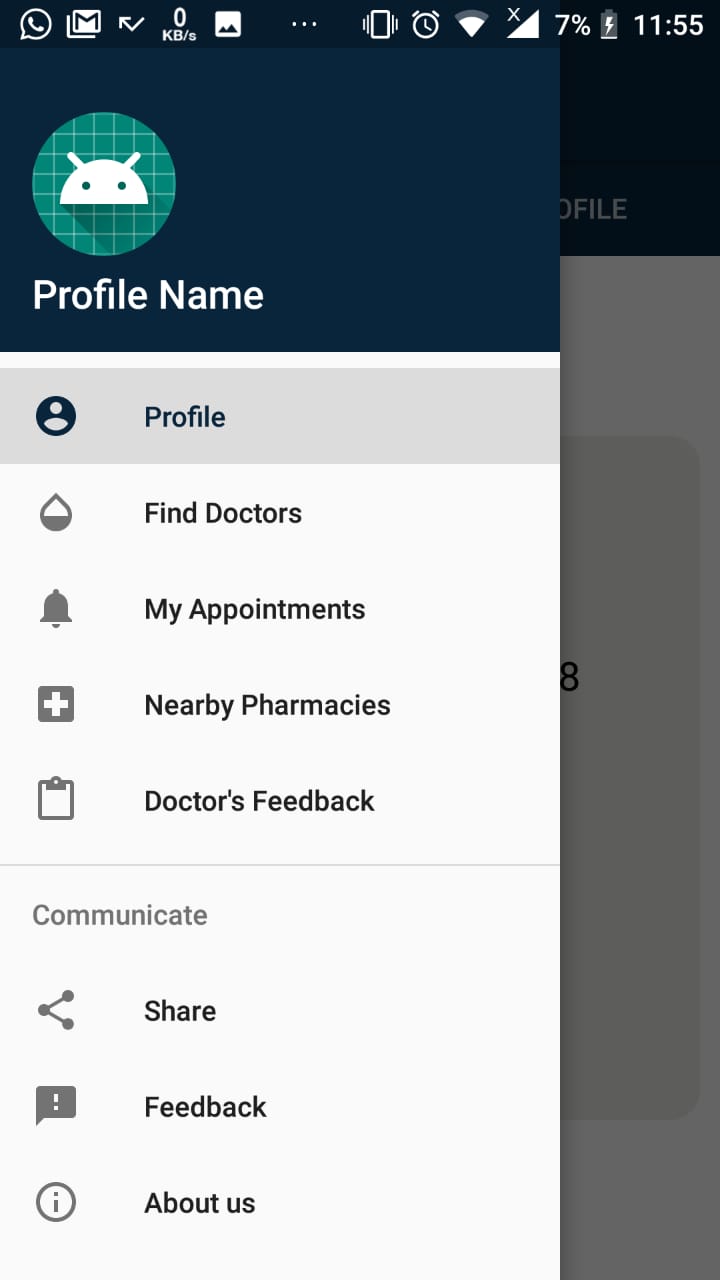 0 KB/s ... X 7% 11:55
OFILE
Profile Name
Profile
Find Doctors
My Appointments
Nearby Pharmacies
8
Doctor's Feedback
Communicate
Share
Feedback
About us